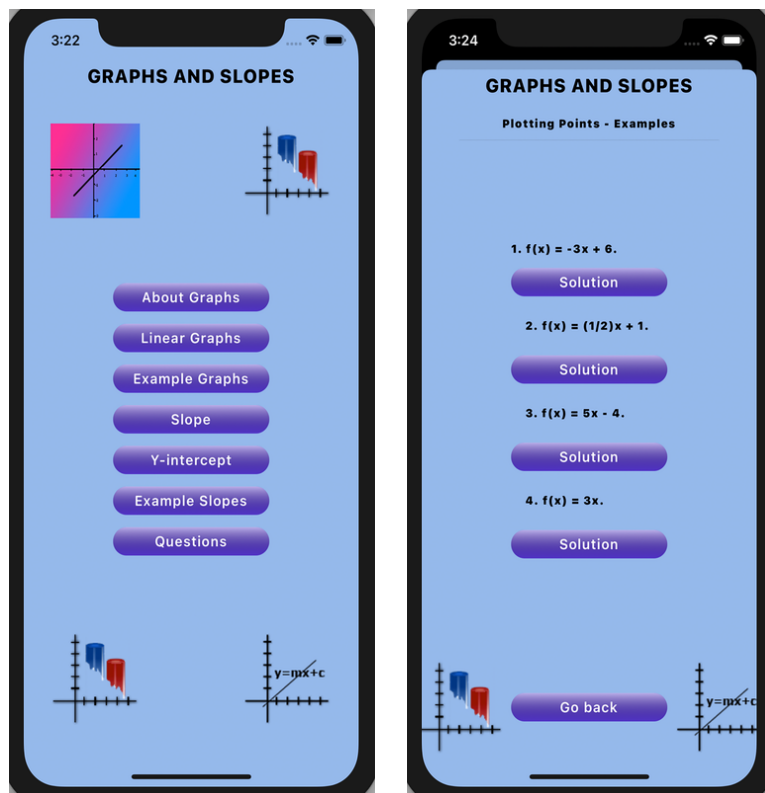 3:22
GRAPHS AND SLOPES
About Graphs
Linear Graphs
Example Graphs
Slope
Y-intercept
Example Slopes
Questions
y=mx+c
3:24
GRAPHS AND SLOPES
Plotting Points - Examples
1. f(x) = -3x + 6.
Solution
2. f(x) = (1/2)x + 1.
Solution
3. f(x) = 5x - 4.
Solution
4. f(x) = 3x.
Solution
y=mx+c
Go back